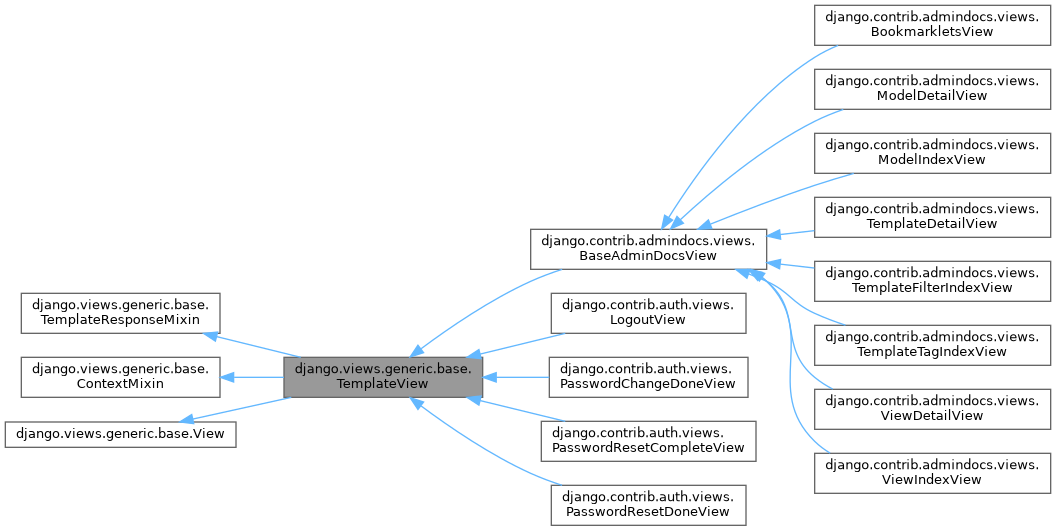 django.views.generic.base.
TemplateResponseMixin
django.views.generic.base.
ContextMixin
django.views.generic.base.View
django.views.generic.base.
TemplateView
django.contrib.admindocs.views.
BaseAdminDocsView
django.contrib.auth.views.
LogoutView
django.contrib.auth.views.
PasswordChangeDoneView
django.contrib.auth.views.
PasswordResetCompleteView
django.contrib.auth.views.
PasswordResetDoneView
django.contrib.admindocs.views.
BookmarkletsView
django.contrib.admindocs.views.
ModelDetailView
django.contrib.admindocs.views.
ModelIndexView
django.contrib.admindocs.views.
TemplateDetailView
django.contrib.admindocs.views.
TemplateFilterIndexView
django.contrib.admindocs.views.
TemplateTagIndexView
django.contrib.admindocs.views.
ViewDetailView
django.contrib.admindocs.views.
ViewIndexView